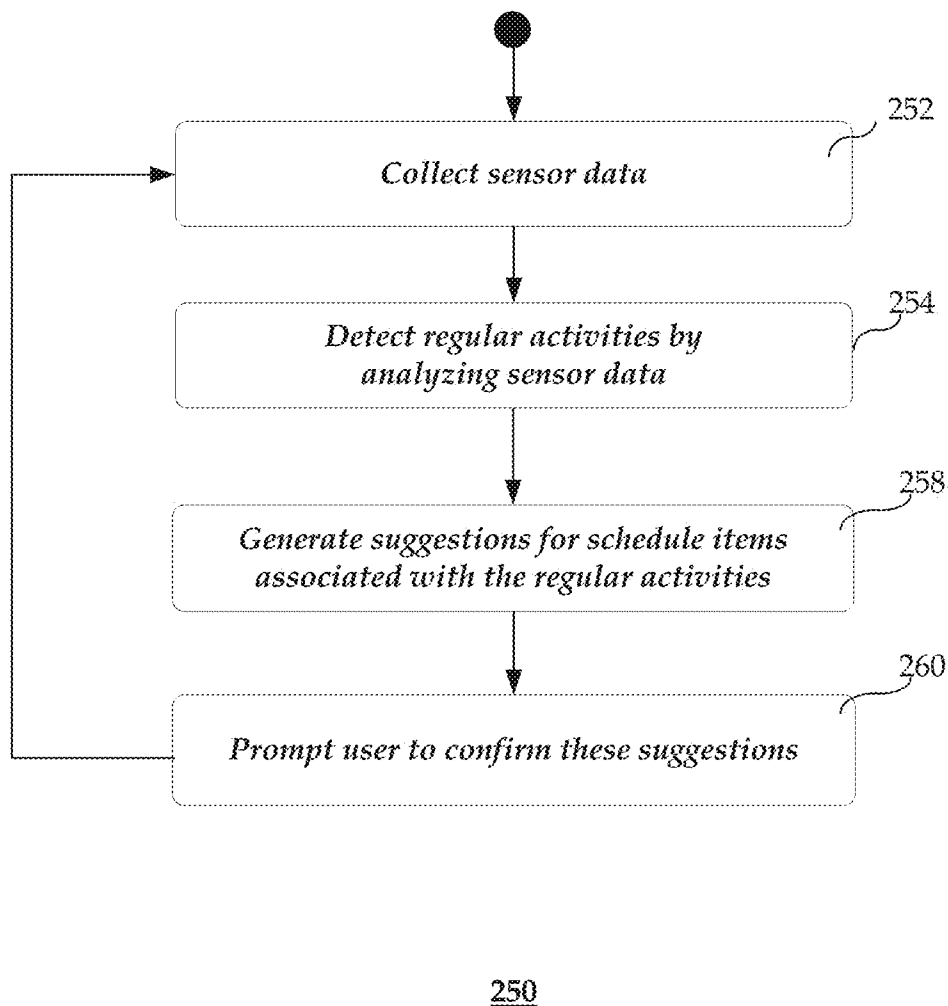 252
Collect sensor data
254
Detect regular activities by
analyzing sensor data
258
Generate suggestions for schedule items
associated with the regular activities
260
Prompt user to confirm these suggestions
250